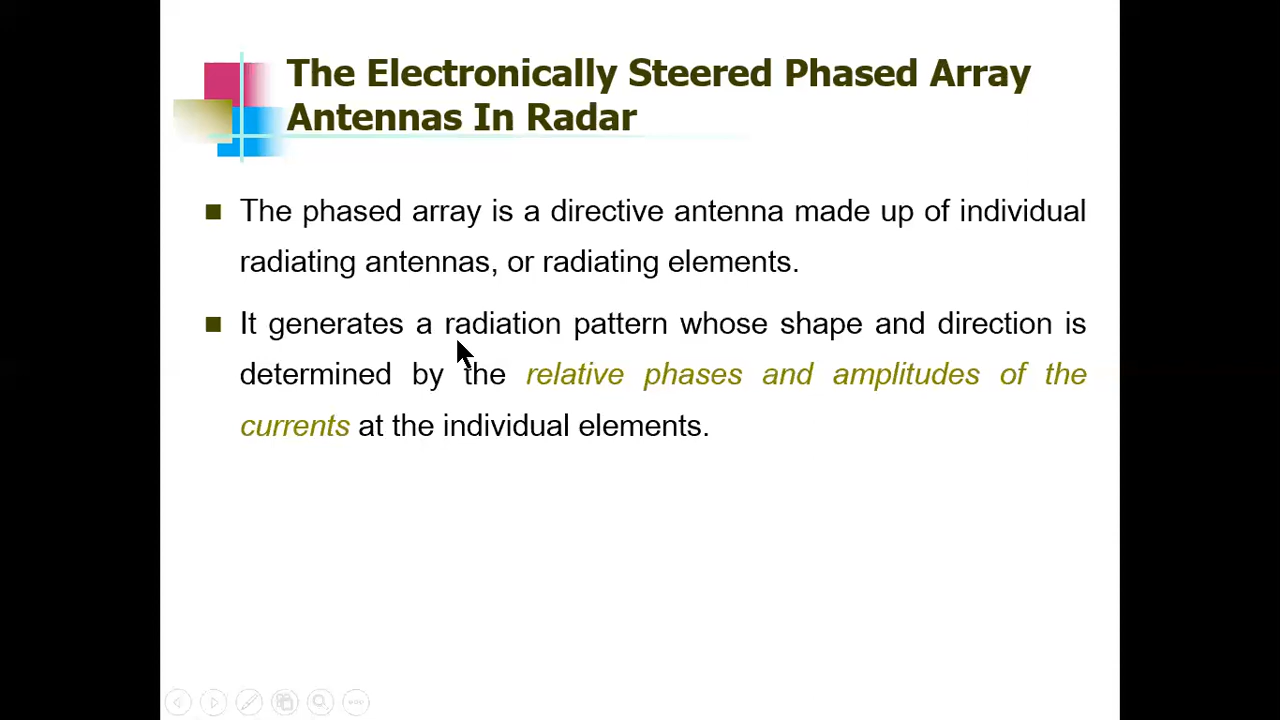 The Electronically Steered Phased Array
Antennas In Radar
The phased array is a directive antenna made up of individual
radiating antennas, or radiating elements.
It generates a radiation pattern whose shape and direction is
determined by the relative phases and amplitudes of the
currents at the individual elements.